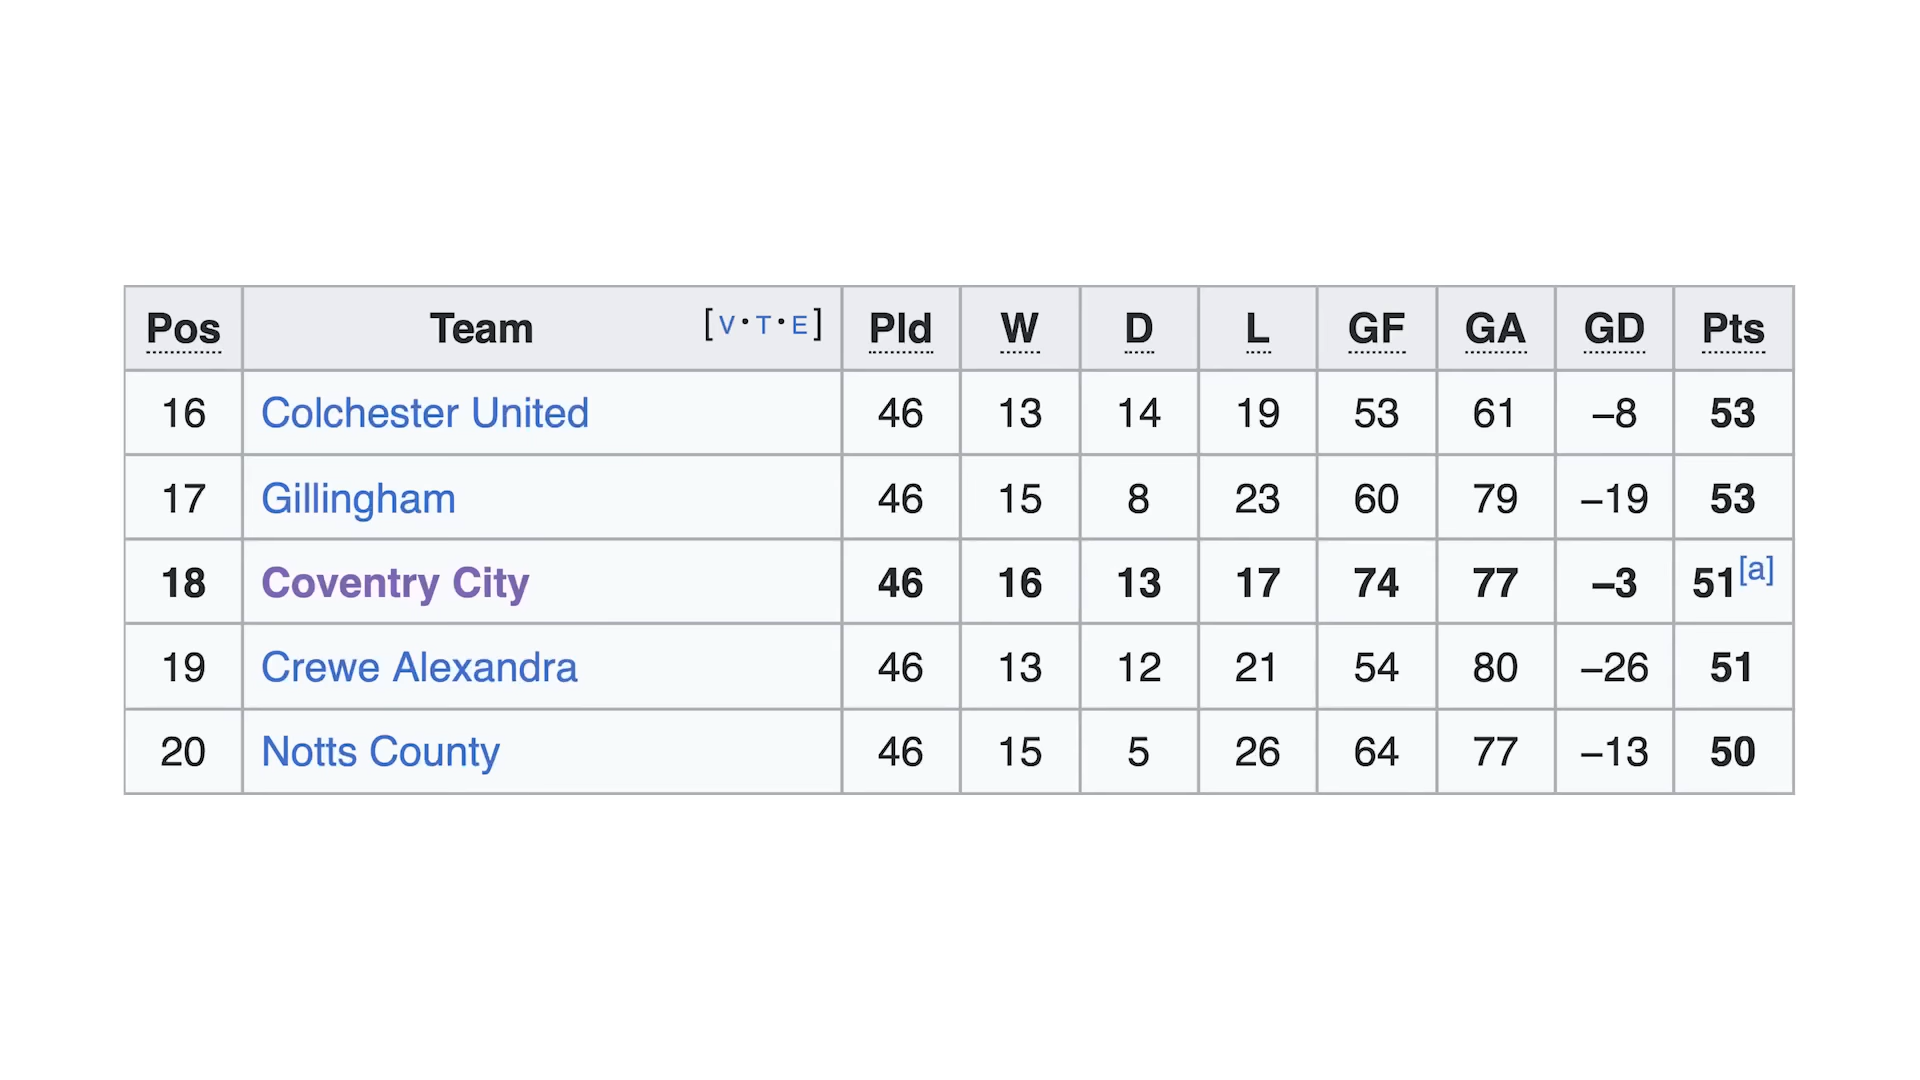 Pos Team [V·T·E] Pld W D L GF GA GD Pts
16 Colchester United 46 13 14 19 53 61 –8 53
17 Gillingham 46 15 8 23 60 79 –19 53
18 Coventry City 46 16 13 17 74 77 –3 51[a]
19 Crewe Alexandra 46 13 12 21 54 80 –26 51
20 Notts County 46 15 5 26 64 77 –13 50